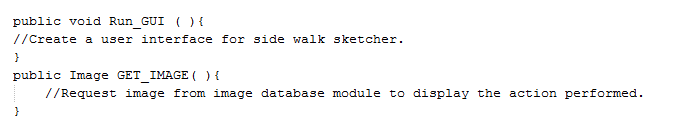 public void Run_GUI ( ){
//Create a user interface for side walk sketcher.
}
public Image GET_IMAGE( ){
//Request image from image database module to display the action performed.
}